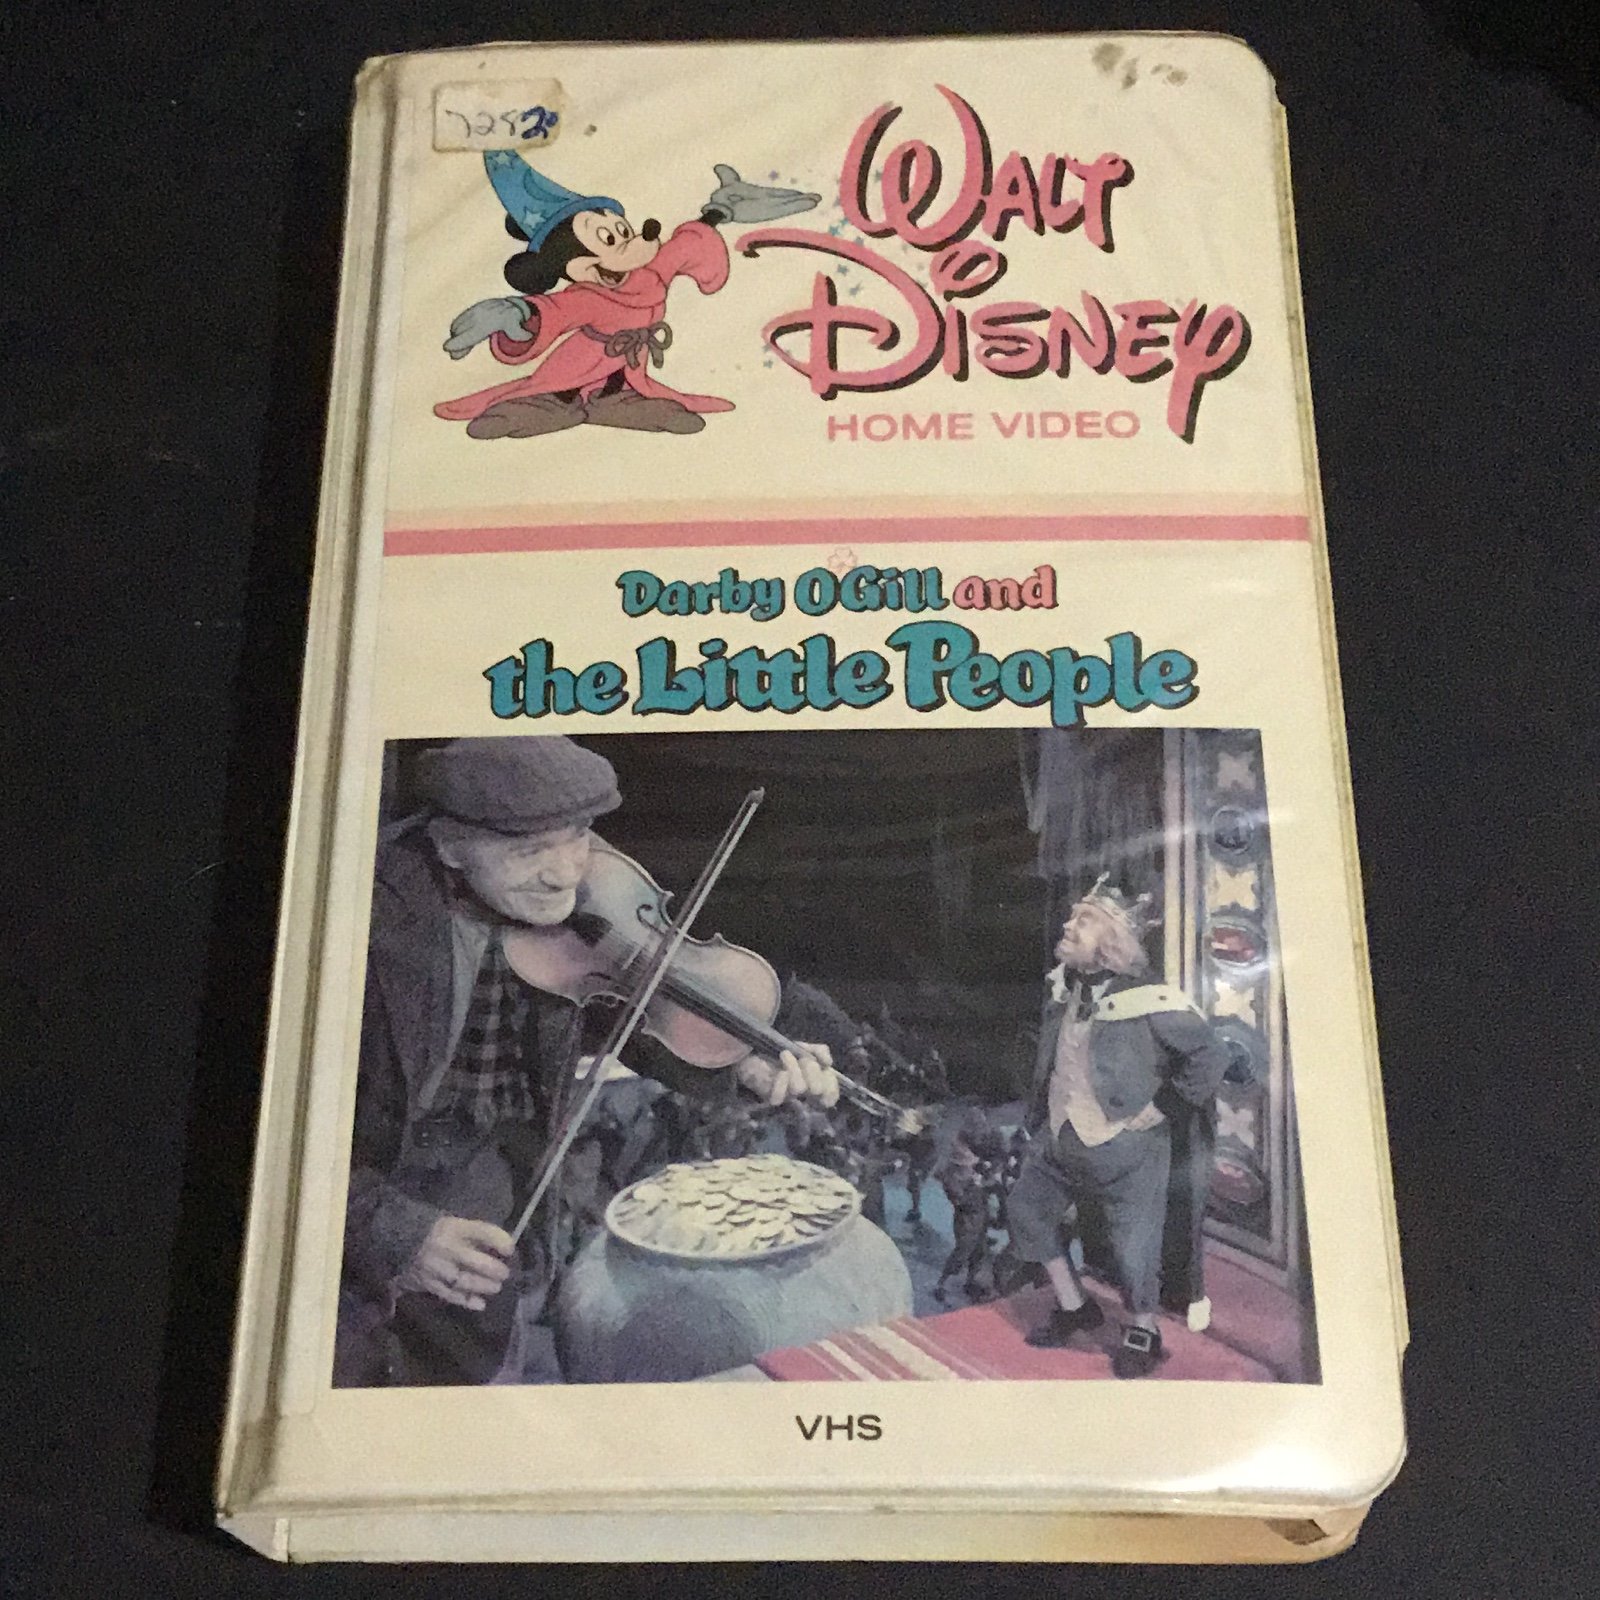 WALT
DISNEY
HOME VIDEO
Darby O'Gill and
the Little People
VHS